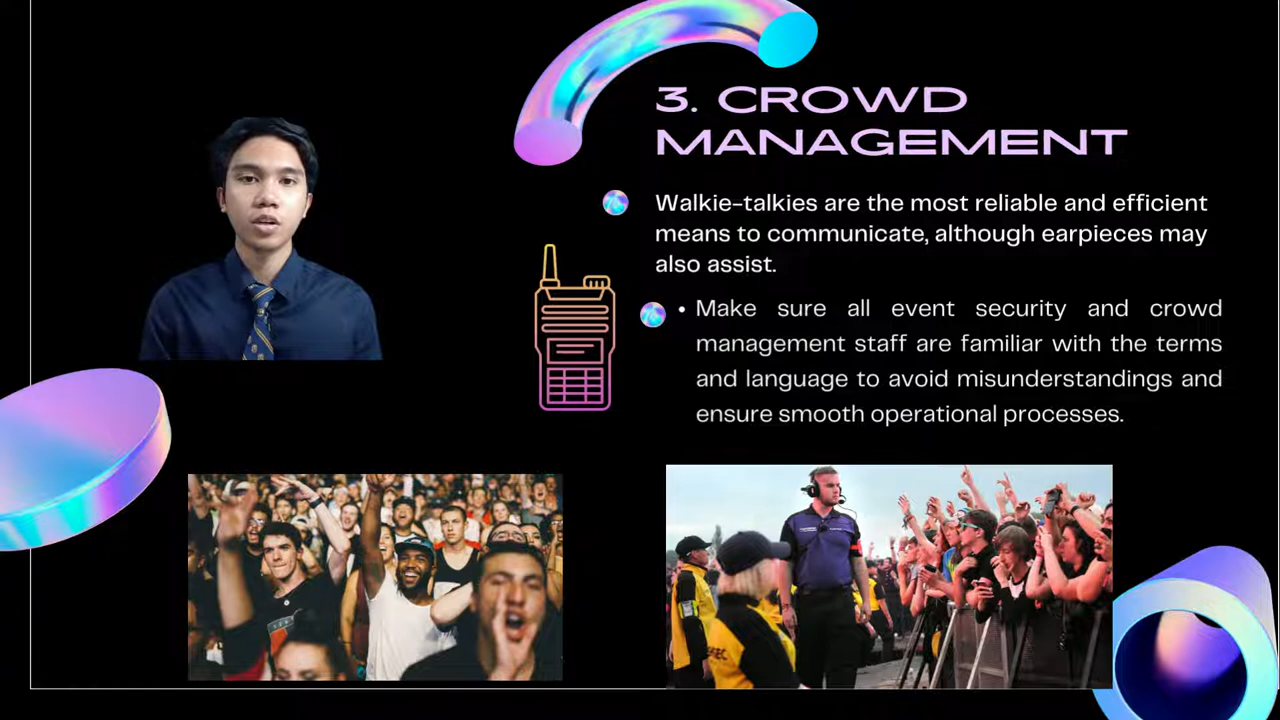 3. CROWD
MANAGEMENT
Walkie-talkies are the most reliable and efficient
means to communicate, although earpieces may
also assist.
• Make sure all event security and crowd
management staff are familiar with the terms
and language to avoid misunderstandings and
ensure smooth operational processes.